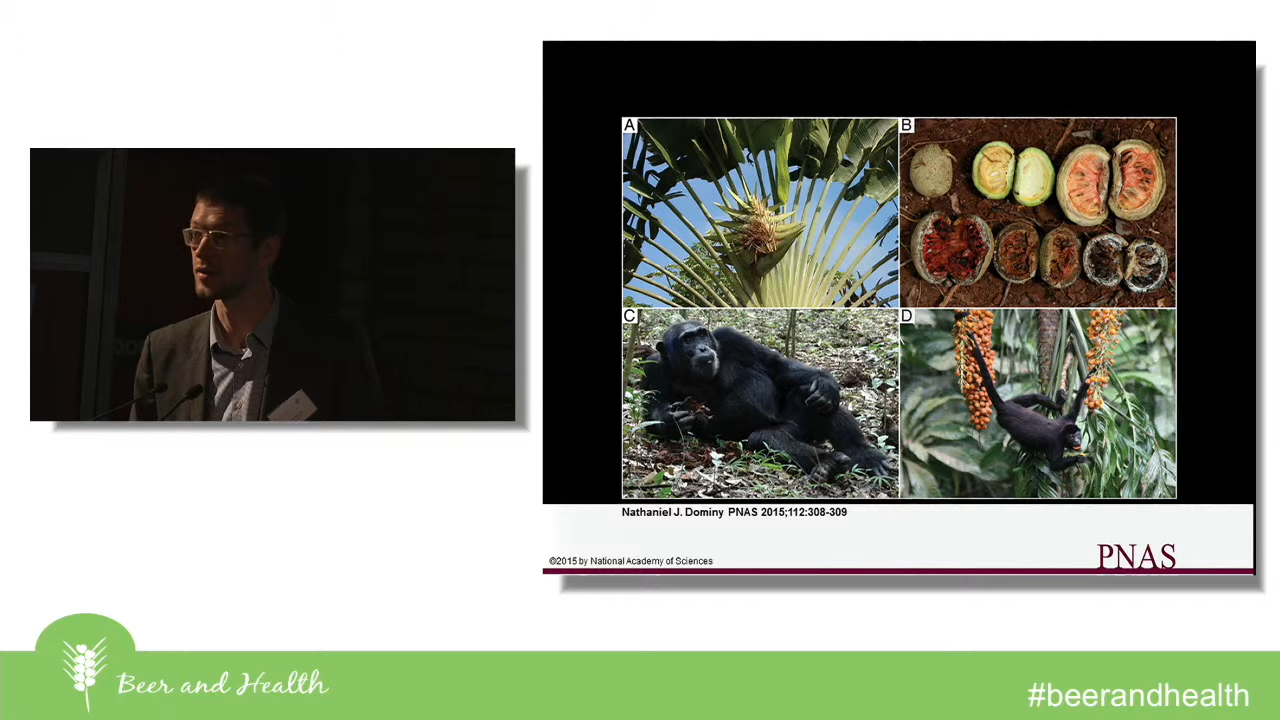 A
B
C
D
Nathaniel J. Dominy PNAS 2015;112:308-309
©2015 by National Academy of Sciences
PNAS
Beer and Health
#beerandhealth